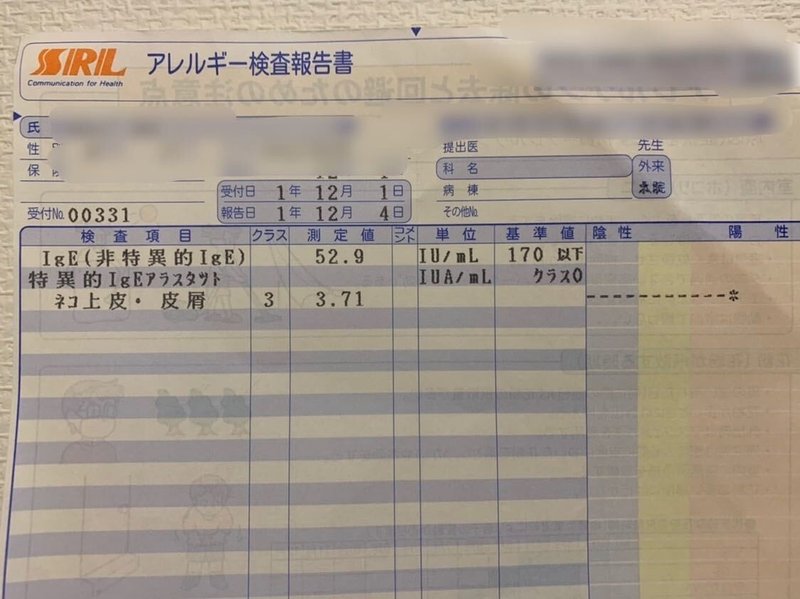 SRL アレルギー検査報告書
Communication for Health
氏
性
提出医 先生
保
科 名 外来
受付日 1年 12月 1日
病 棟
受付No. 00331
報告日 1年 12月 4日
その他No.
検 査 項 目 クラス 測 定 値 コメント 単 位 基 準 値 陰 性 陽 性
IgE(非特異的IgE) 52.9 IU/mL 170 以下
特異的IgEアラスタット IUA/mL クラス0
ネコ上皮・ 皮屑 3 3.71 --------------*